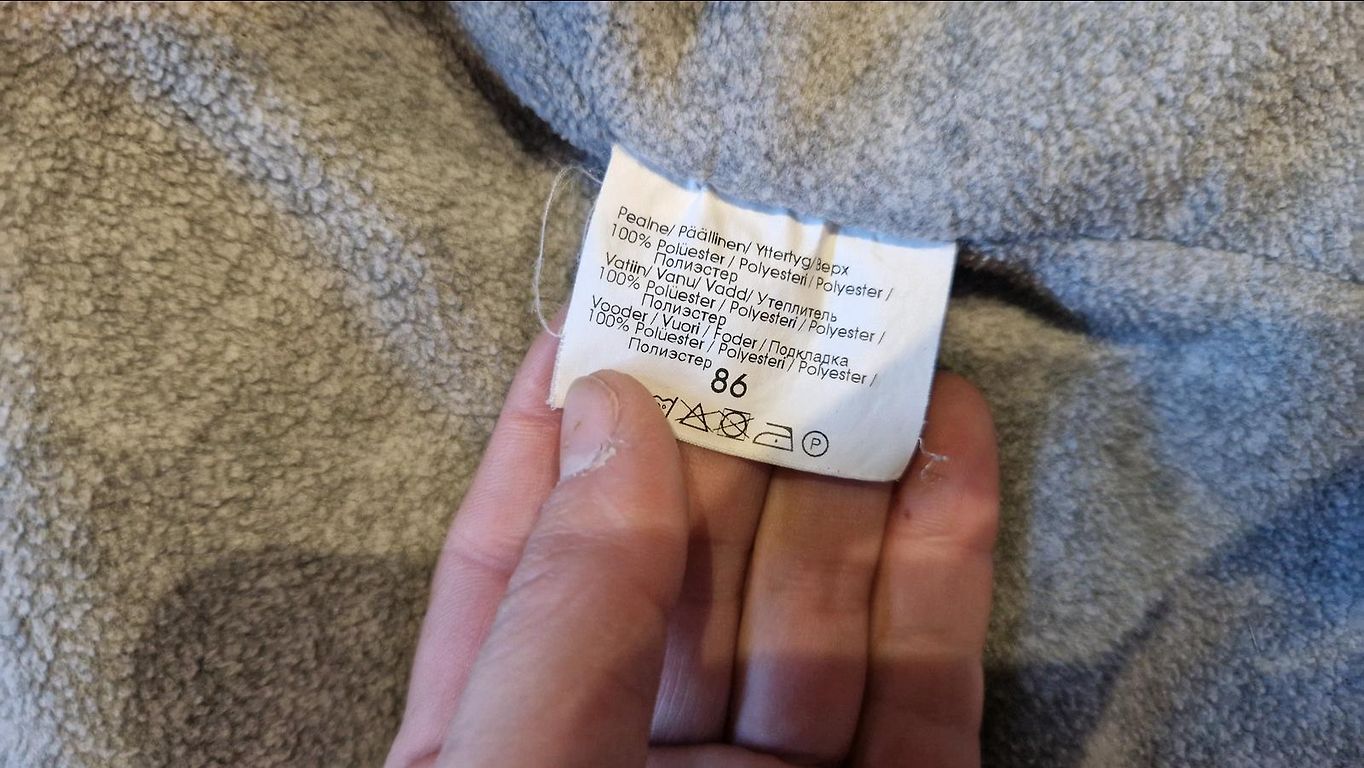 Pealne/ Päällinen/ Yttertyg/Верх
100% Polüester / Polyesteri / Polyester /
Полиэстер
Vatiin/ Vanu/ Vadd/ Утеплитель
100% Polüester / Polyesteri / Polyester /
Полиэстер
Vooder / Vuori / Foder / Подкладка
100% Polüester / Polyesteri / Polyester /
Полиэстер
86
P